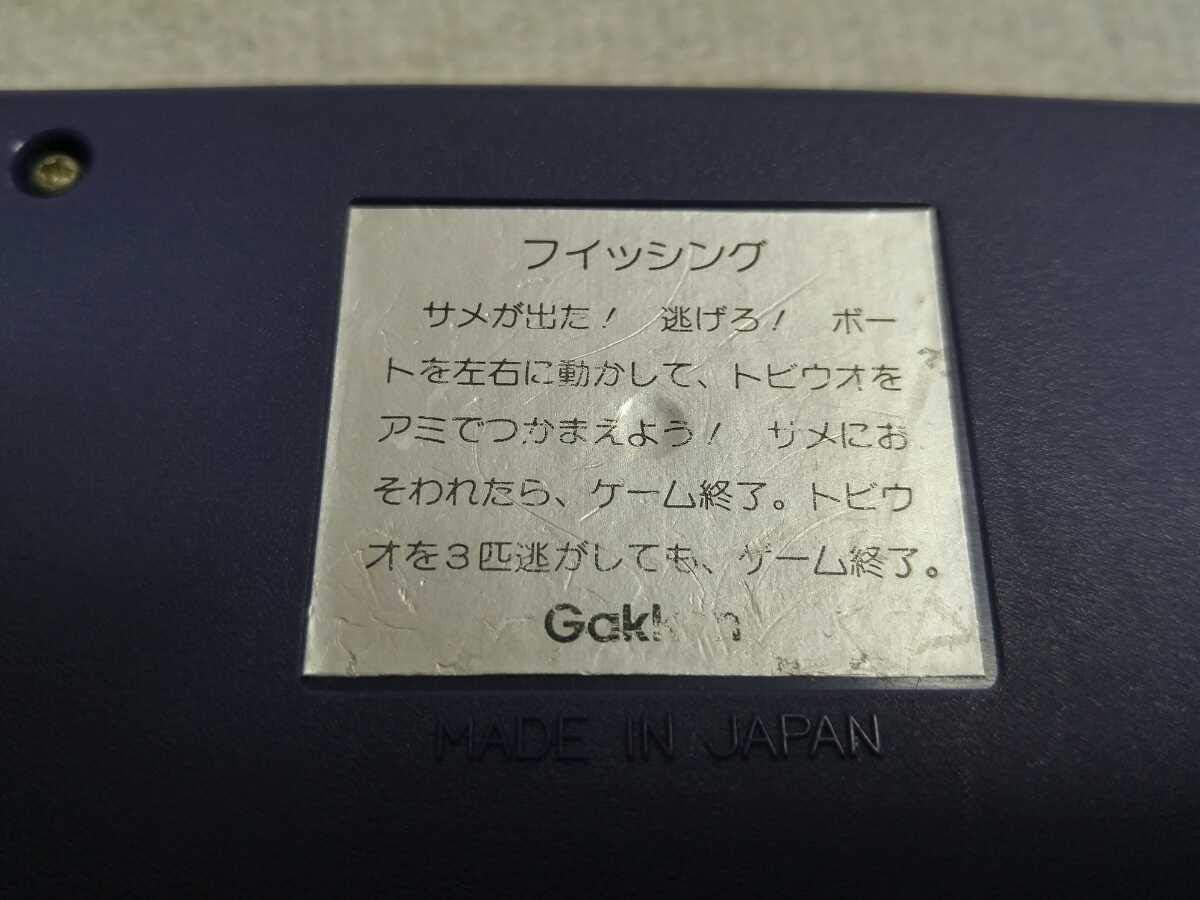 フイッシング
サメが出た！ 逃げろ！ ボー
トを左右に動かして、トビウオを
アミでつかまえよう！ サメにお
そわれたら、ゲーム終了。トビウ
オを3匹逃がしても、ゲーム終了。
Gakken
MADE IN JAPAN